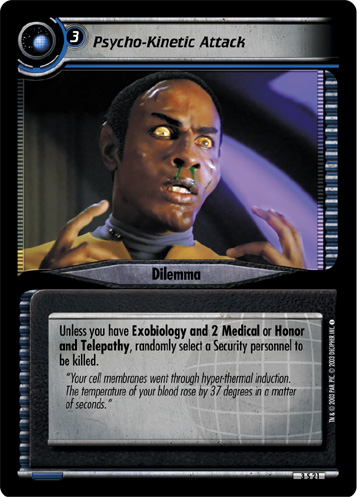 3
Psycho-Kinetic Attack
Dilemma
Unless you have Exobiology and 2 Medical or Honor
and Telepathy, randomly select a Security personnel to
be killed.
"Your cell membranes went through hyper-thermal induction.
The temperature of your blood rose by 37 degrees in a matter
of seconds."
TM & © 2003 PAR. PIC. © 2003 DECIPHER INC.
3 S 21